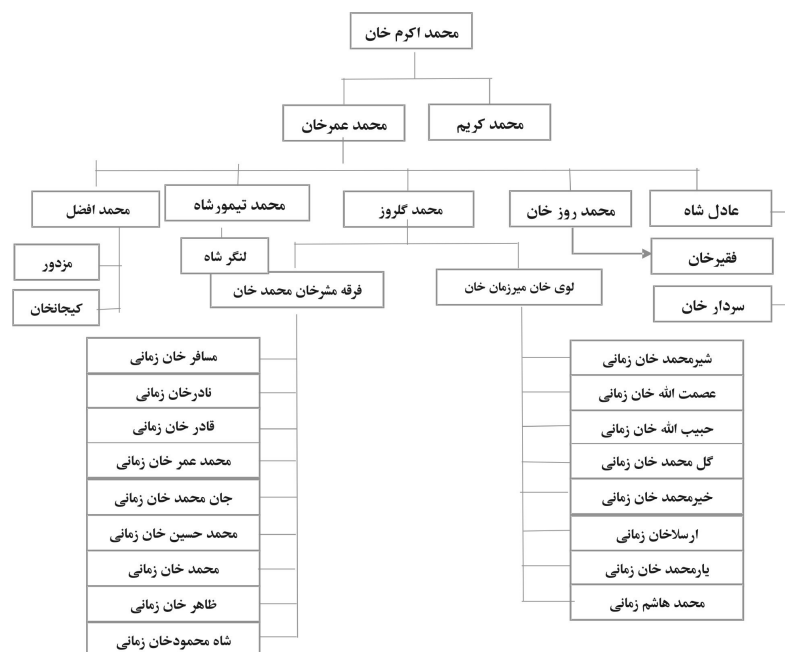 محمد اکرم خان
محمد کریم
محمد عمرخان
عادل شاه
محمد روز خان
محمد گلروز
محمد تیمورشاه
محمد افضل
فقیرخان
لنگر شاه
مزدور
لوی خان میرزمان خان
فرقه مشرخان محمد خان
سردار خان
کیجانخان
شیرمحمد خان زمانی
عصمت الله خان زمانی
حبیب الله خان زمانی
گل محمد خان زمانی
خیرمحمد خان زمانی
ارسلاخان زمانی
یارمحمد خان زمانی
محمد هاشم زمانی
مسافر خان زمانی
نادرخان زمانی
قادر خان زمانی
محمد عمر خان زمانی
جان محمد خان زمانی
محمد حسین خان زمانی
محمد خان زمانی
ظاهر خان زمانی
شاه محمودخان زمانی